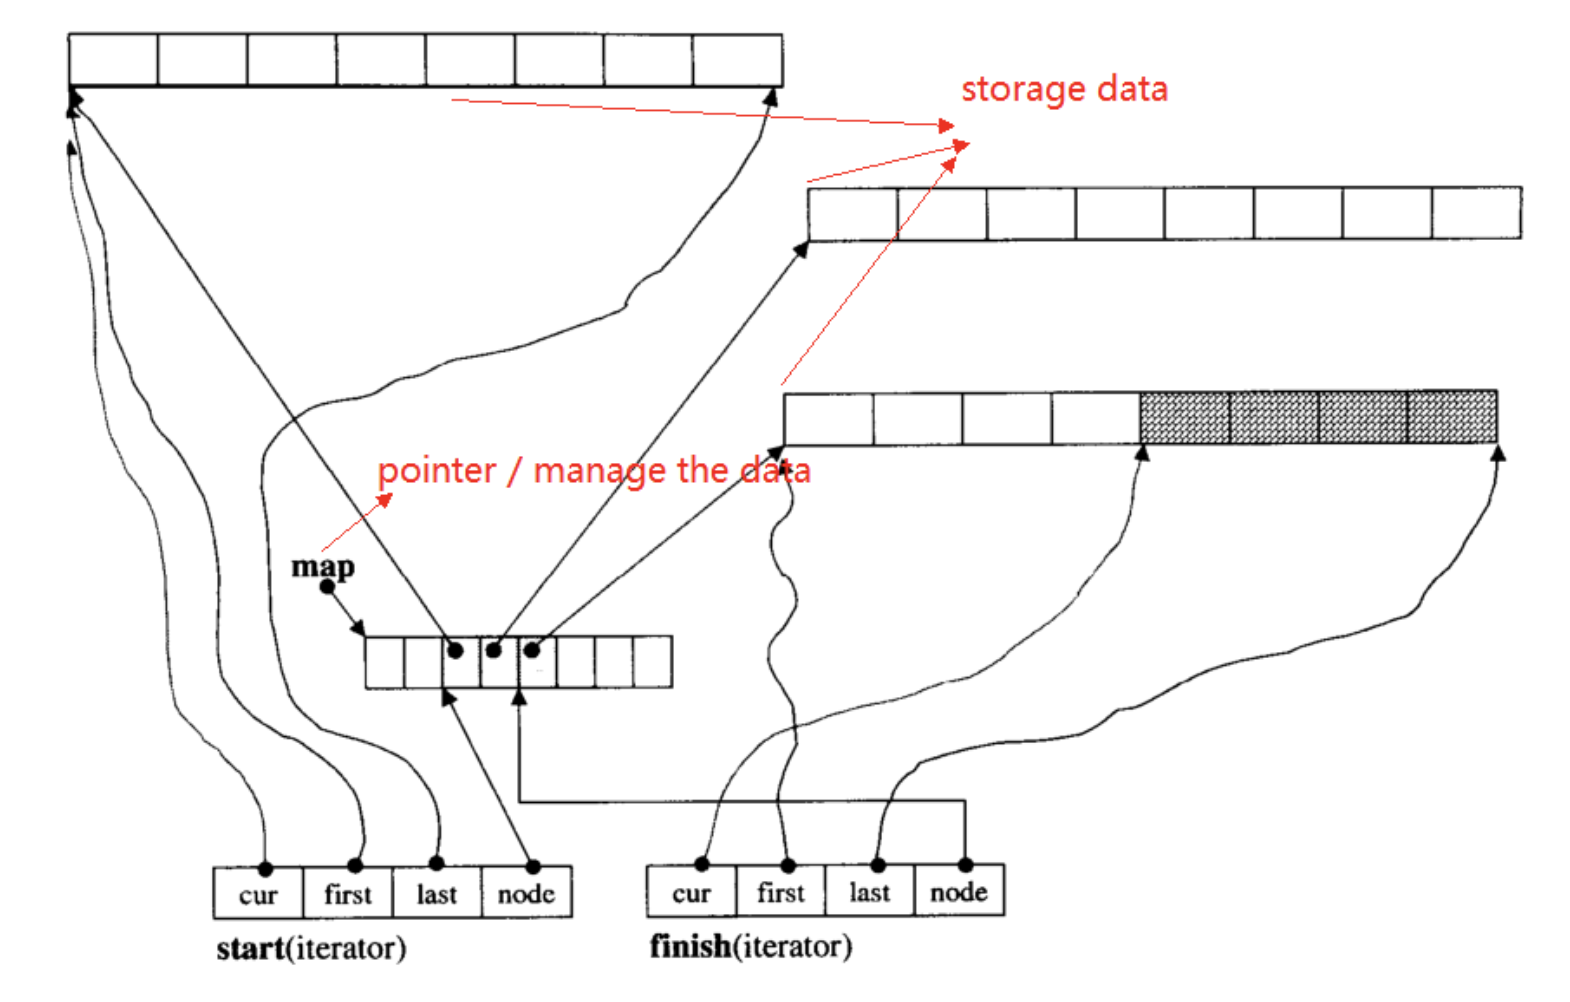 storage data
pointer / manage the data
map
cur first last node
start(iterator)
cur first last node
finish(iterator)